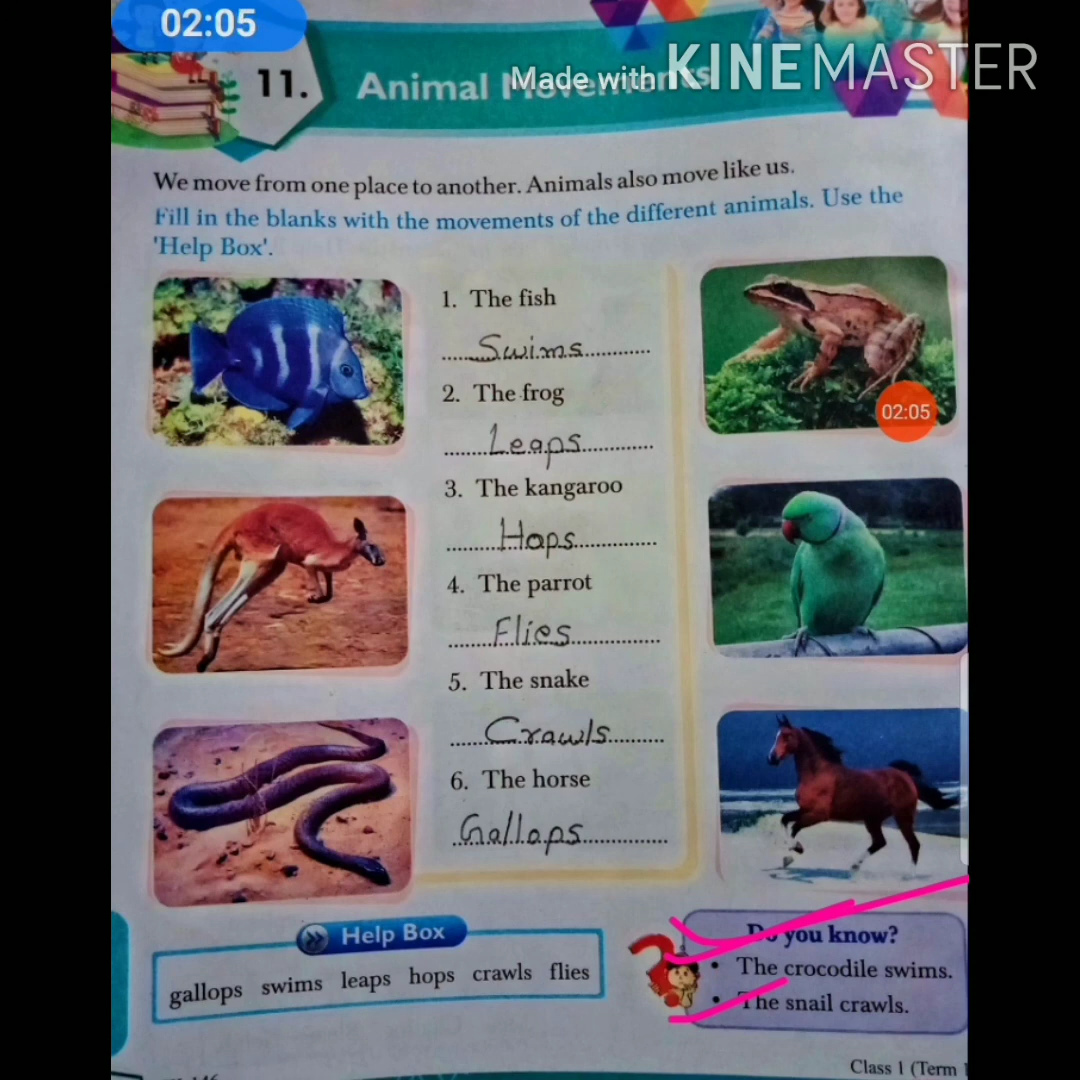 02:05
Made with KINEMASTER
11. Animal Movements
We move from one place to another. Animals also move like us.
Fill in the blanks with the movements of the different animals. Use the
'Help Box'.
1. The fish
Swims
2. The frog
Leaps
02:05
3. The kangaroo
Hops
4. The parrot
Flies
5. The snake
Crawls
6. The horse
Gallops
Help Box
gallops swims leaps hops crawls flies
Do you know?
• The crocodile swims.
• The snail crawls.
Class 1 (Term